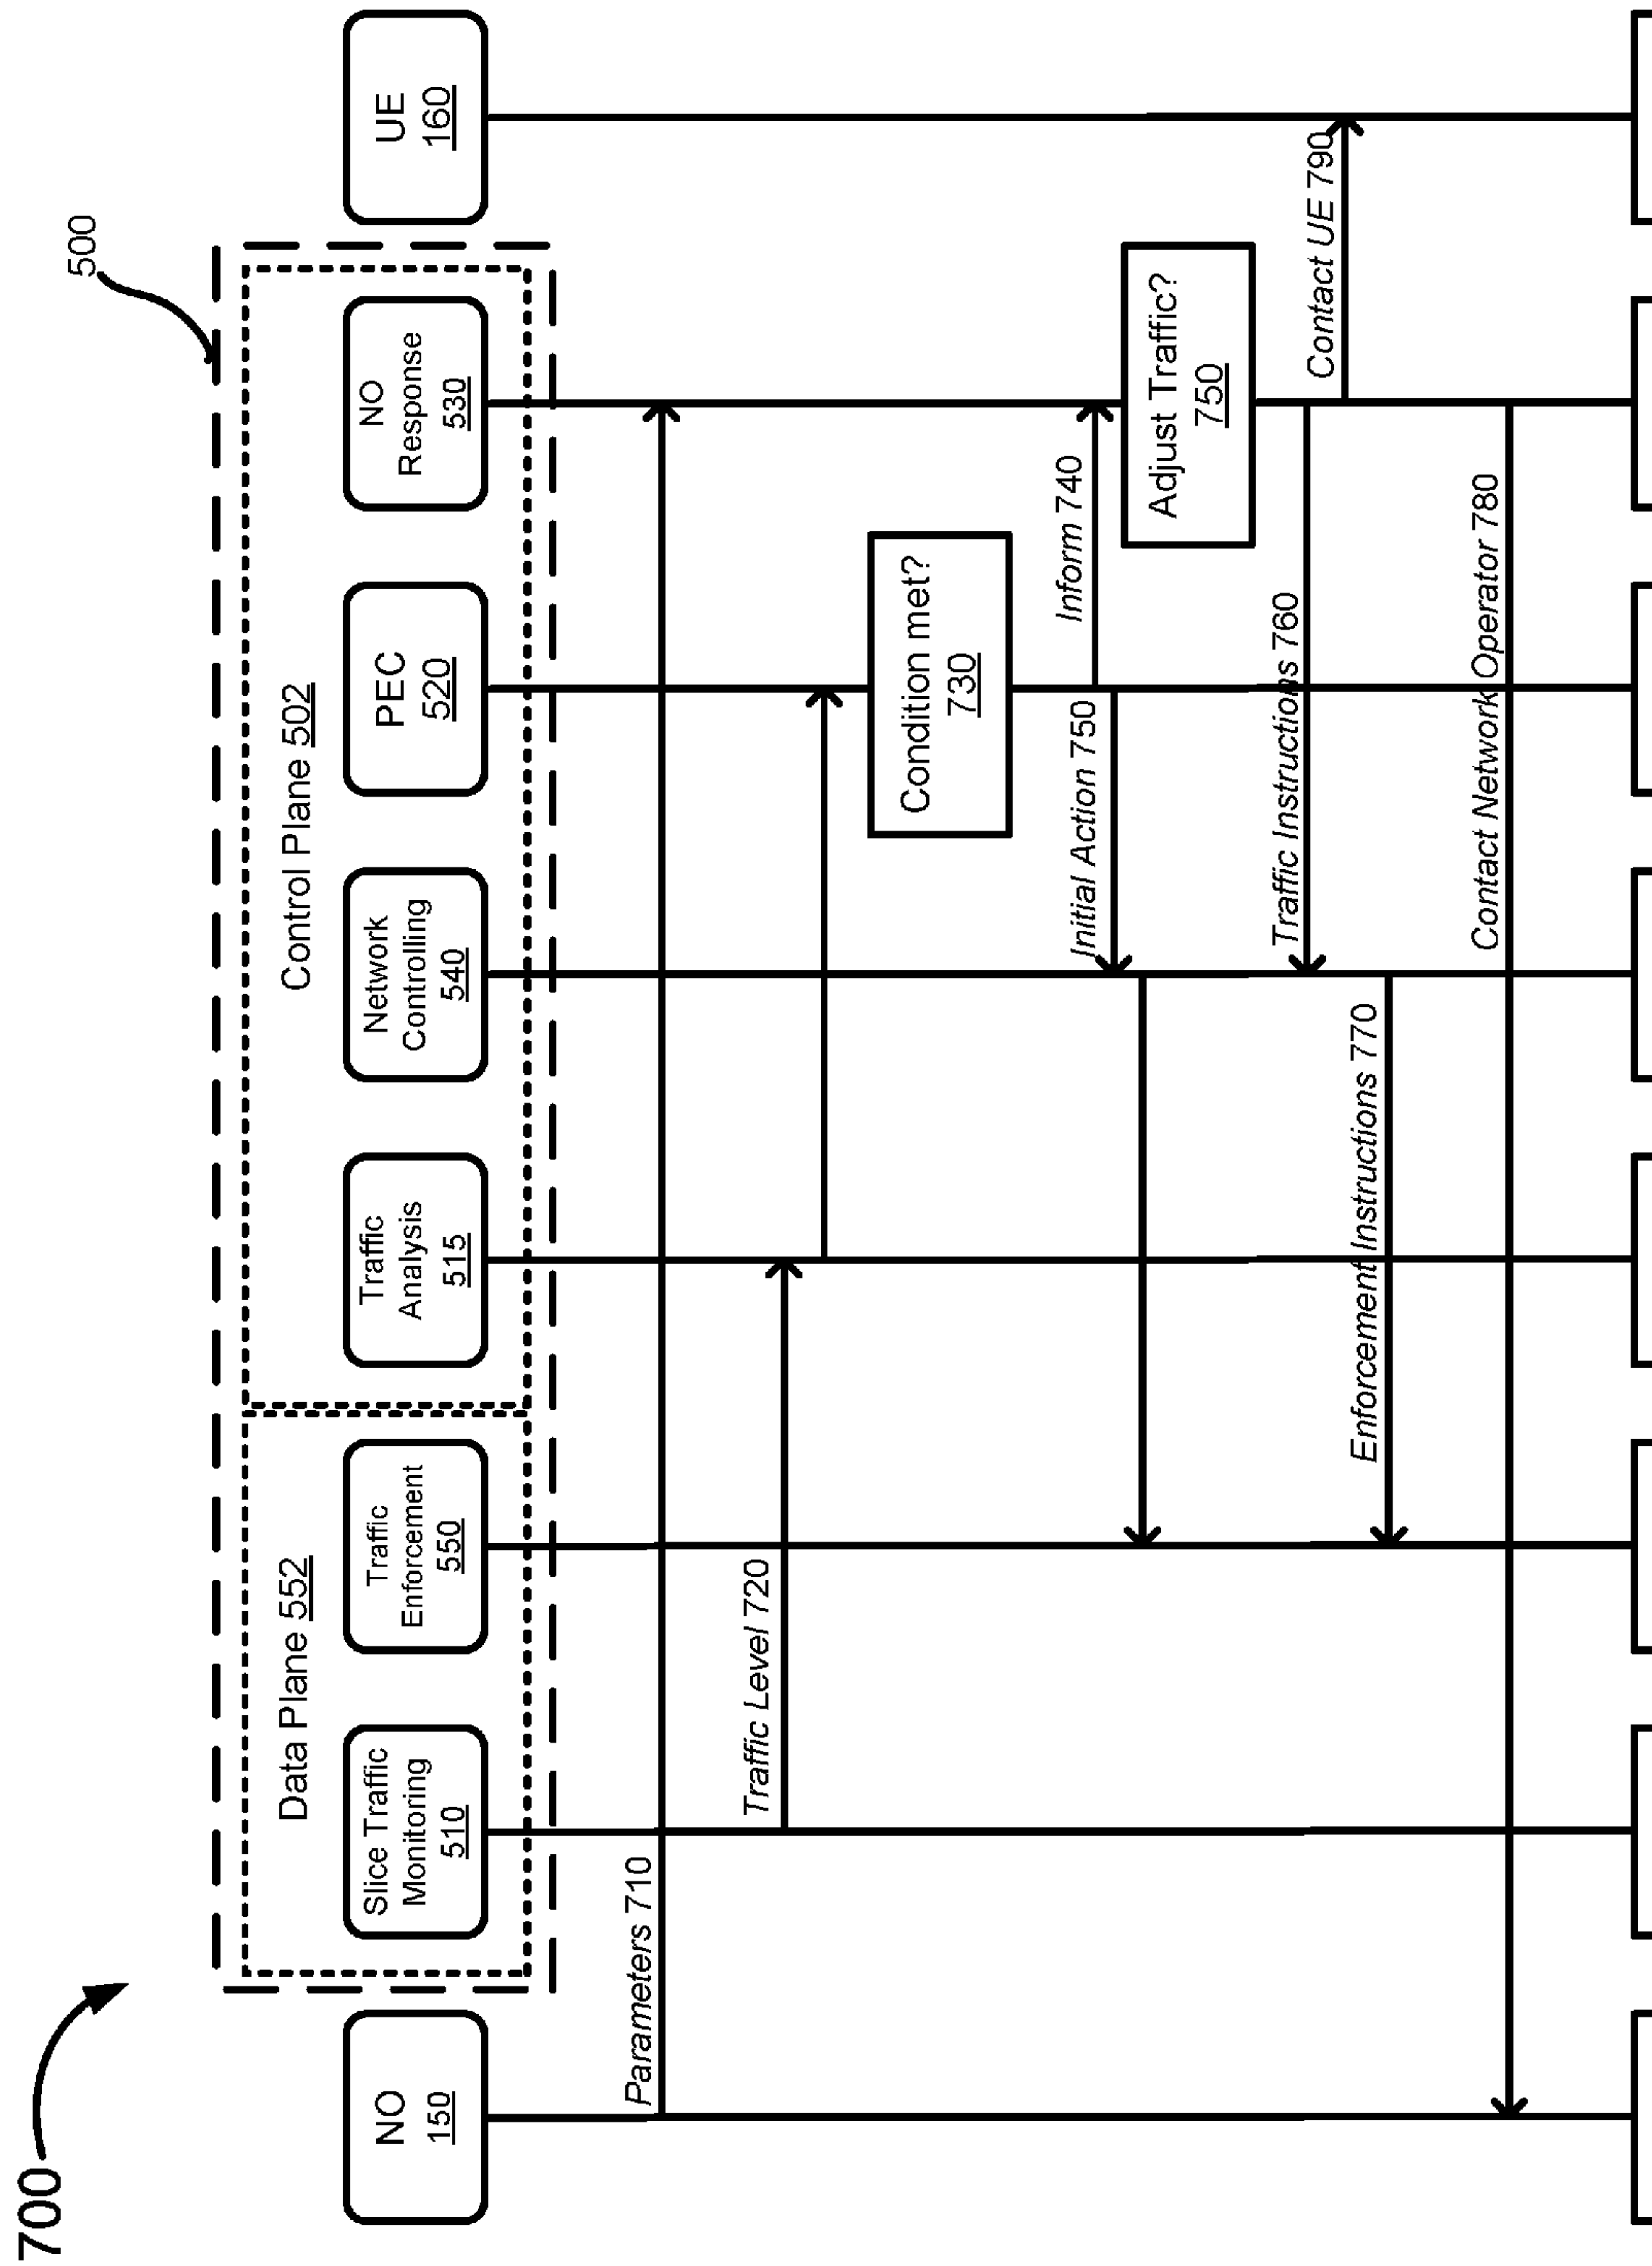 700
500
Data Plane 552
Control Plane 502
NO
150
Slice Traffic
Monitoring
510
Traffic
Enforcement
550
Traffic
Analysis
515
Network
Controlling
540
PEC
520
NO
Response
530
UE
160
Parameters 710
Traffic Level 720
Condition met?
730
Inform 740
Initial Action 750
Adjust Traffic?
750
Traffic Instructions 760
Contact UE 790
Enforcement Instructions 770
Contact Network Operator 780